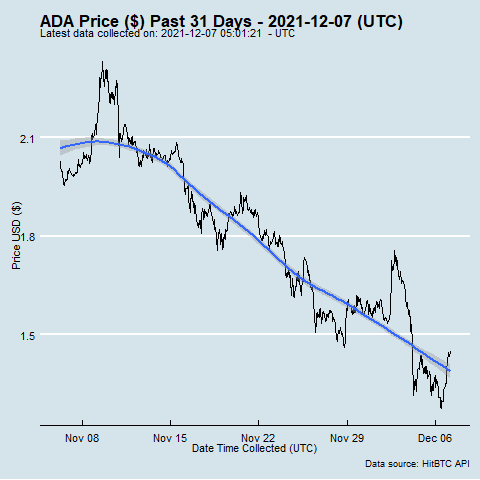 ADA Price ($) Past 31 Days - 2021-12-07 (UTC)
Latest data collected on: 2021-12-07 05:01:21  - UTC
Price USD ($)
2.1
1.8
1.5
Nov 08 Nov 15 Nov 22 Nov 29 Dec 06
Date Time Collected (UTC)
Data source: HitBTC API